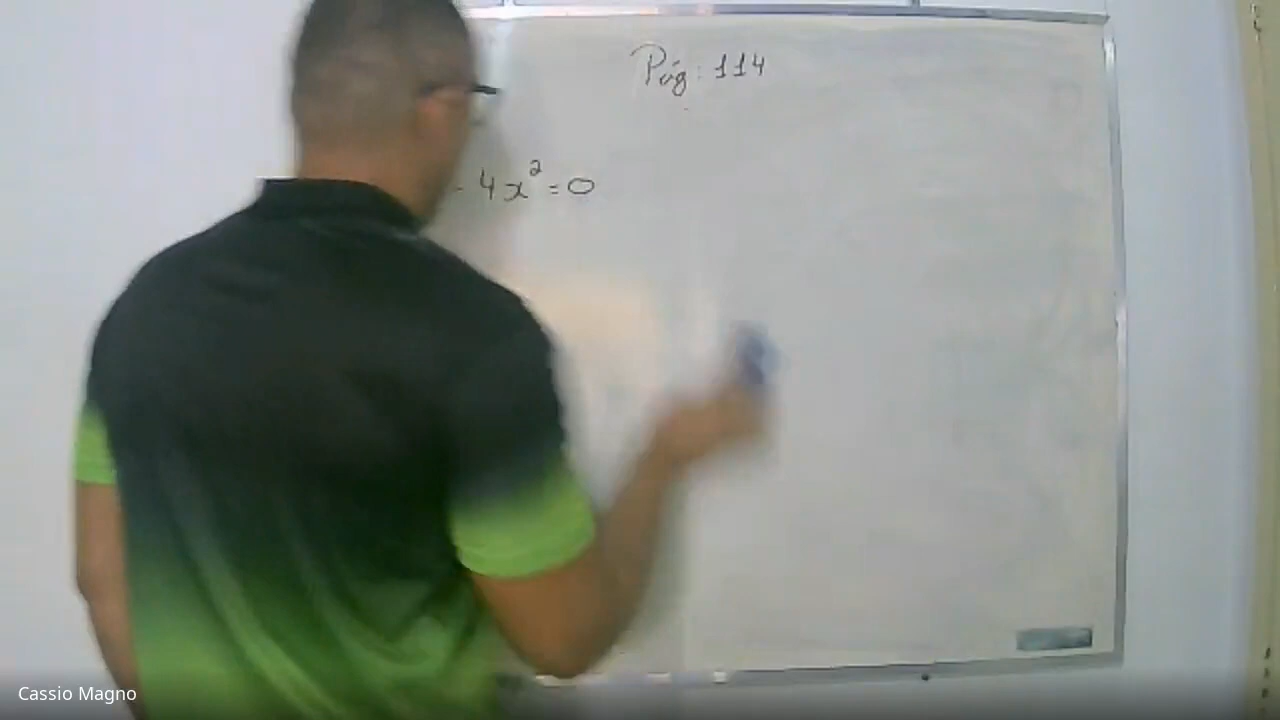 Pág: 114
- 4x² = 0
Cassio Magno